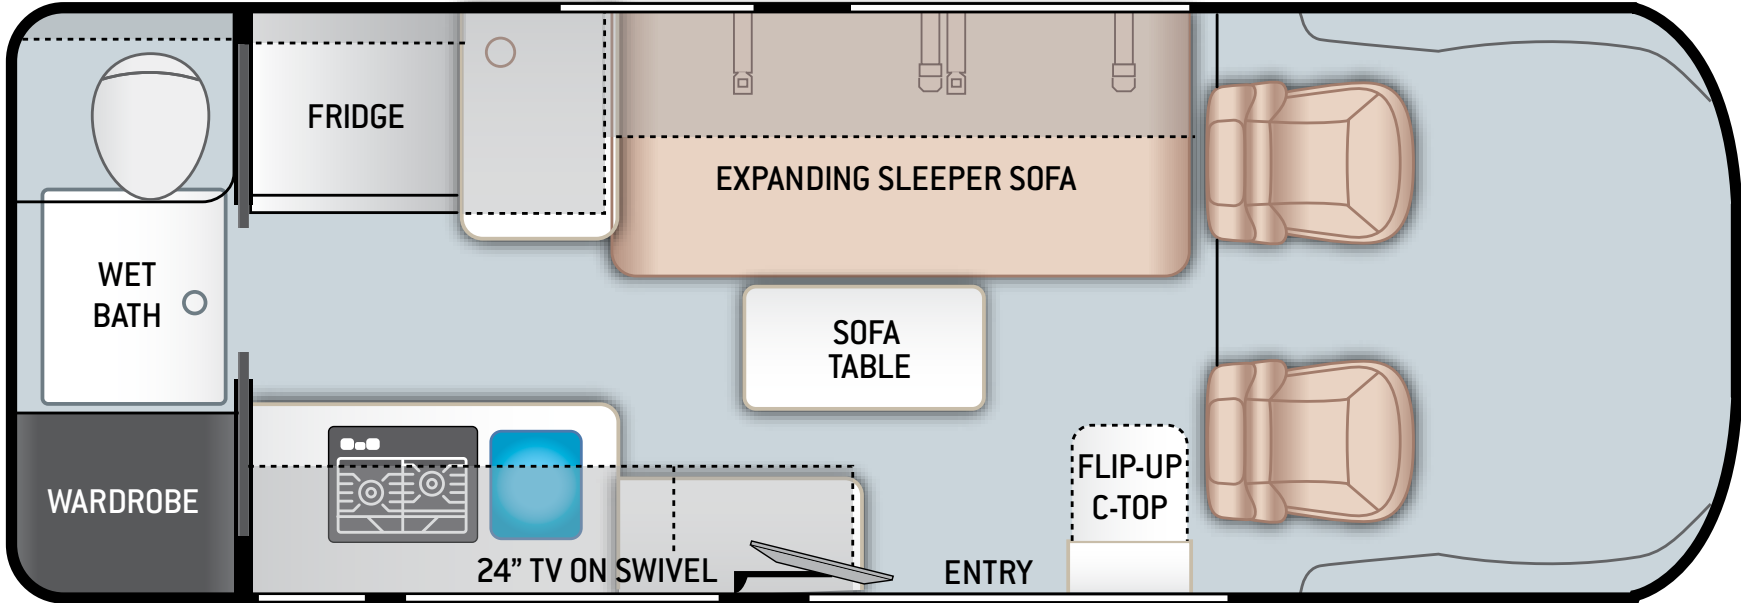 FRIDGE
EXPANDING SLEEPER SOFA
WET
BATH
SOFA
TABLE
WARDROBE
FLIP-UP
C-TOP
24” TV ON SWIVEL
ENTRY